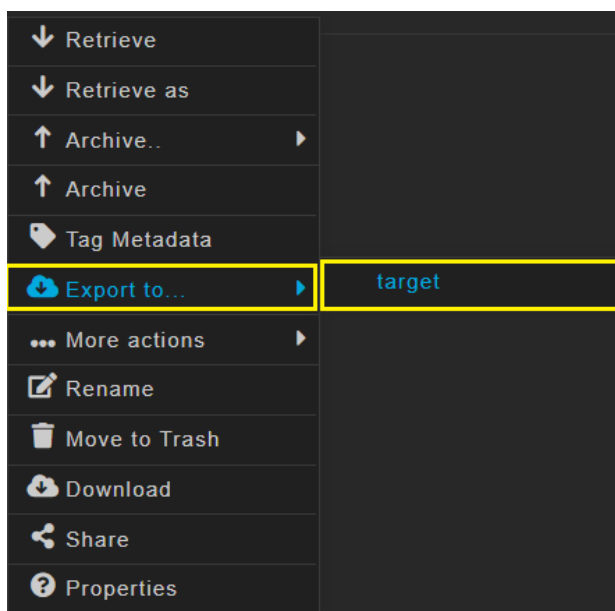 Retrieve
Retrieve as
Archive..
Archive
Tag Metadata
Export to...
target
More actions
Rename
Move to Trash
Download
Share
Properties